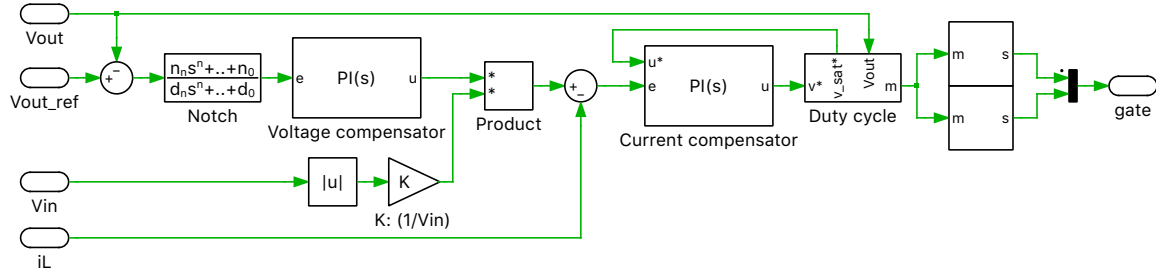 Vout
Vout_ref
+
−
nₙsⁿ+..+n₀
dₙsⁿ+..+d₀
Notch
e
PI(s)
u
Voltage compensator
*
*
Product
+
−
u*
e
PI(s)
u
Current compensator
v*
v_sat*
Vout
m
Duty cycle
m
s
m
s
gate
Vin
|u|
K
K: (1/Vin)
iL